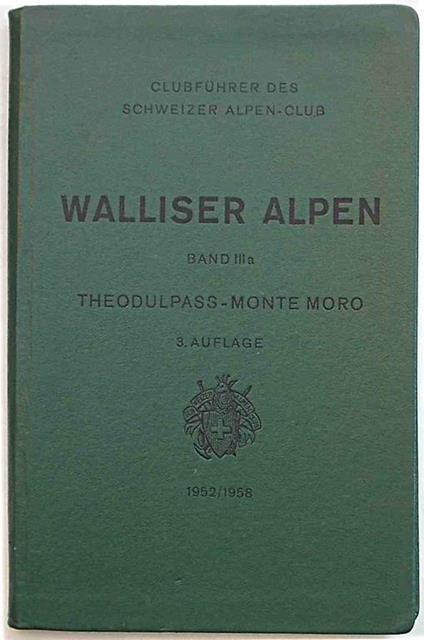 CLUBFÜHRER DES
SCHWEIZER ALPEN-CLUB
WALLISER ALPEN
BAND IIIa
THEODULPASS-MONTE MORO
3. AUFLAGE
1952/1958